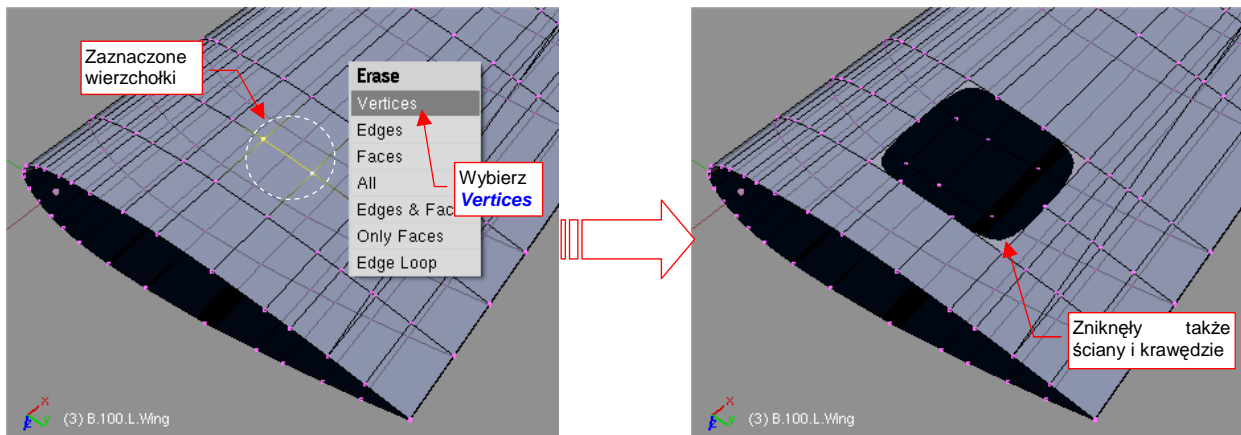 Zaznaczone
wierzchołki
Erase
Vertices
Edges
Faces
All
Edges & Fac
Only Faces
Edge Loop
Wybierz
Vertices
(3) B.100.L.Wing
x
y
z
Zniknęły także
ściany i krawędzie
(3) B.100.L.Wing
x
y
z